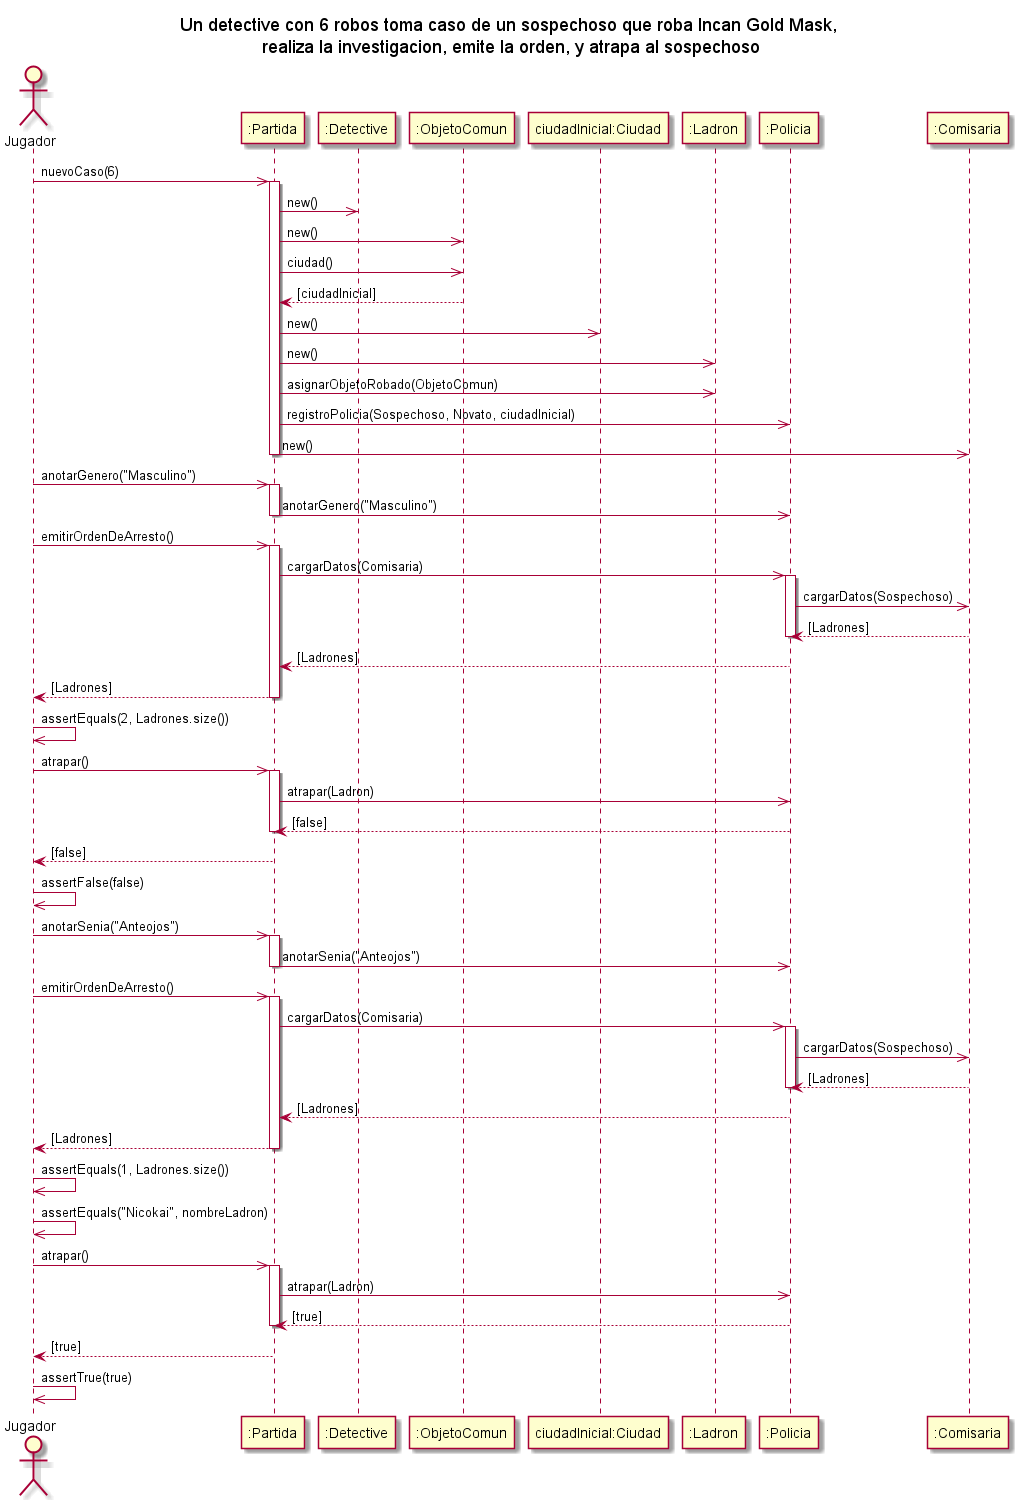 Un detective con 6 robos toma caso de un sospechoso que roba Incan Gold Mask,
realiza la investigacion, emite la orden, y atrapa al sospechoso
Jugador
:Partida
:Detective
:ObjetoComun
ciudadInicial:Ciudad
:Ladron
:Policia
:Comisaria
nuevoCaso(6)
new()
new()
ciudad()
[ciudadInicial]
new()
new()
asignarObjetoRobado(ObjetoComun)
registroPolicia(Sospechoso, Novato, ciudadInicial)
new()
anotarGenero("Masculino")
anotarGenero("Masculino")
emitirOrdenDeArresto()
cargarDatos(Comisaria)
cargarDatos(Sospechoso)
[Ladrones]
[Ladrones]
[Ladrones]
assertEquals(2, Ladrones.size())
atrapar()
atrapar(Ladron)
[false]
[false]
assertFalse(false)
anotarSenia("Anteojos")
anotarSenia("Anteojos")
emitirOrdenDeArresto()
cargarDatos(Comisaria)
cargarDatos(Sospechoso)
[Ladrones]
[Ladrones]
[Ladrones]
assertEquals(1, Ladrones.size())
assertEquals("Nicokai", nombreLadron)
atrapar()
atrapar(Ladron)
[true]
[true]
assertTrue(true)
Jugador
:Partida
:Detective
:ObjetoComun
ciudadInicial:Ciudad
:Ladron
:Policia
:Comisaria